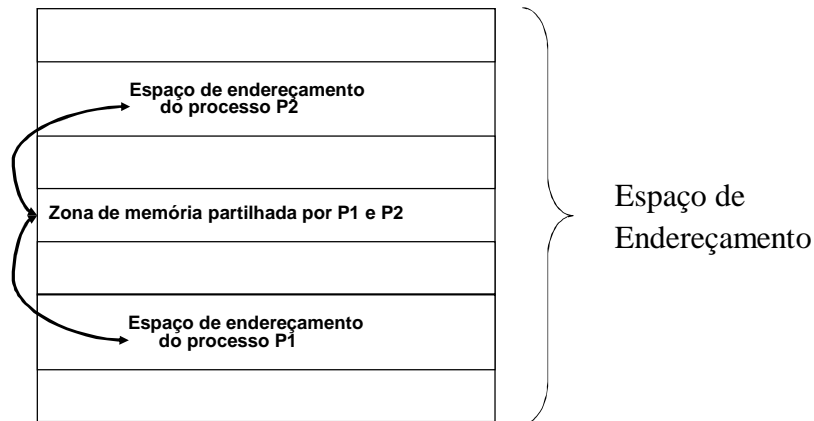 Espaço de endereçamento
do processo P2
Zona de memória partilhada por P1 e P2
Espaço de endereçamento
do processo P1
Espaço de
Endereçamento